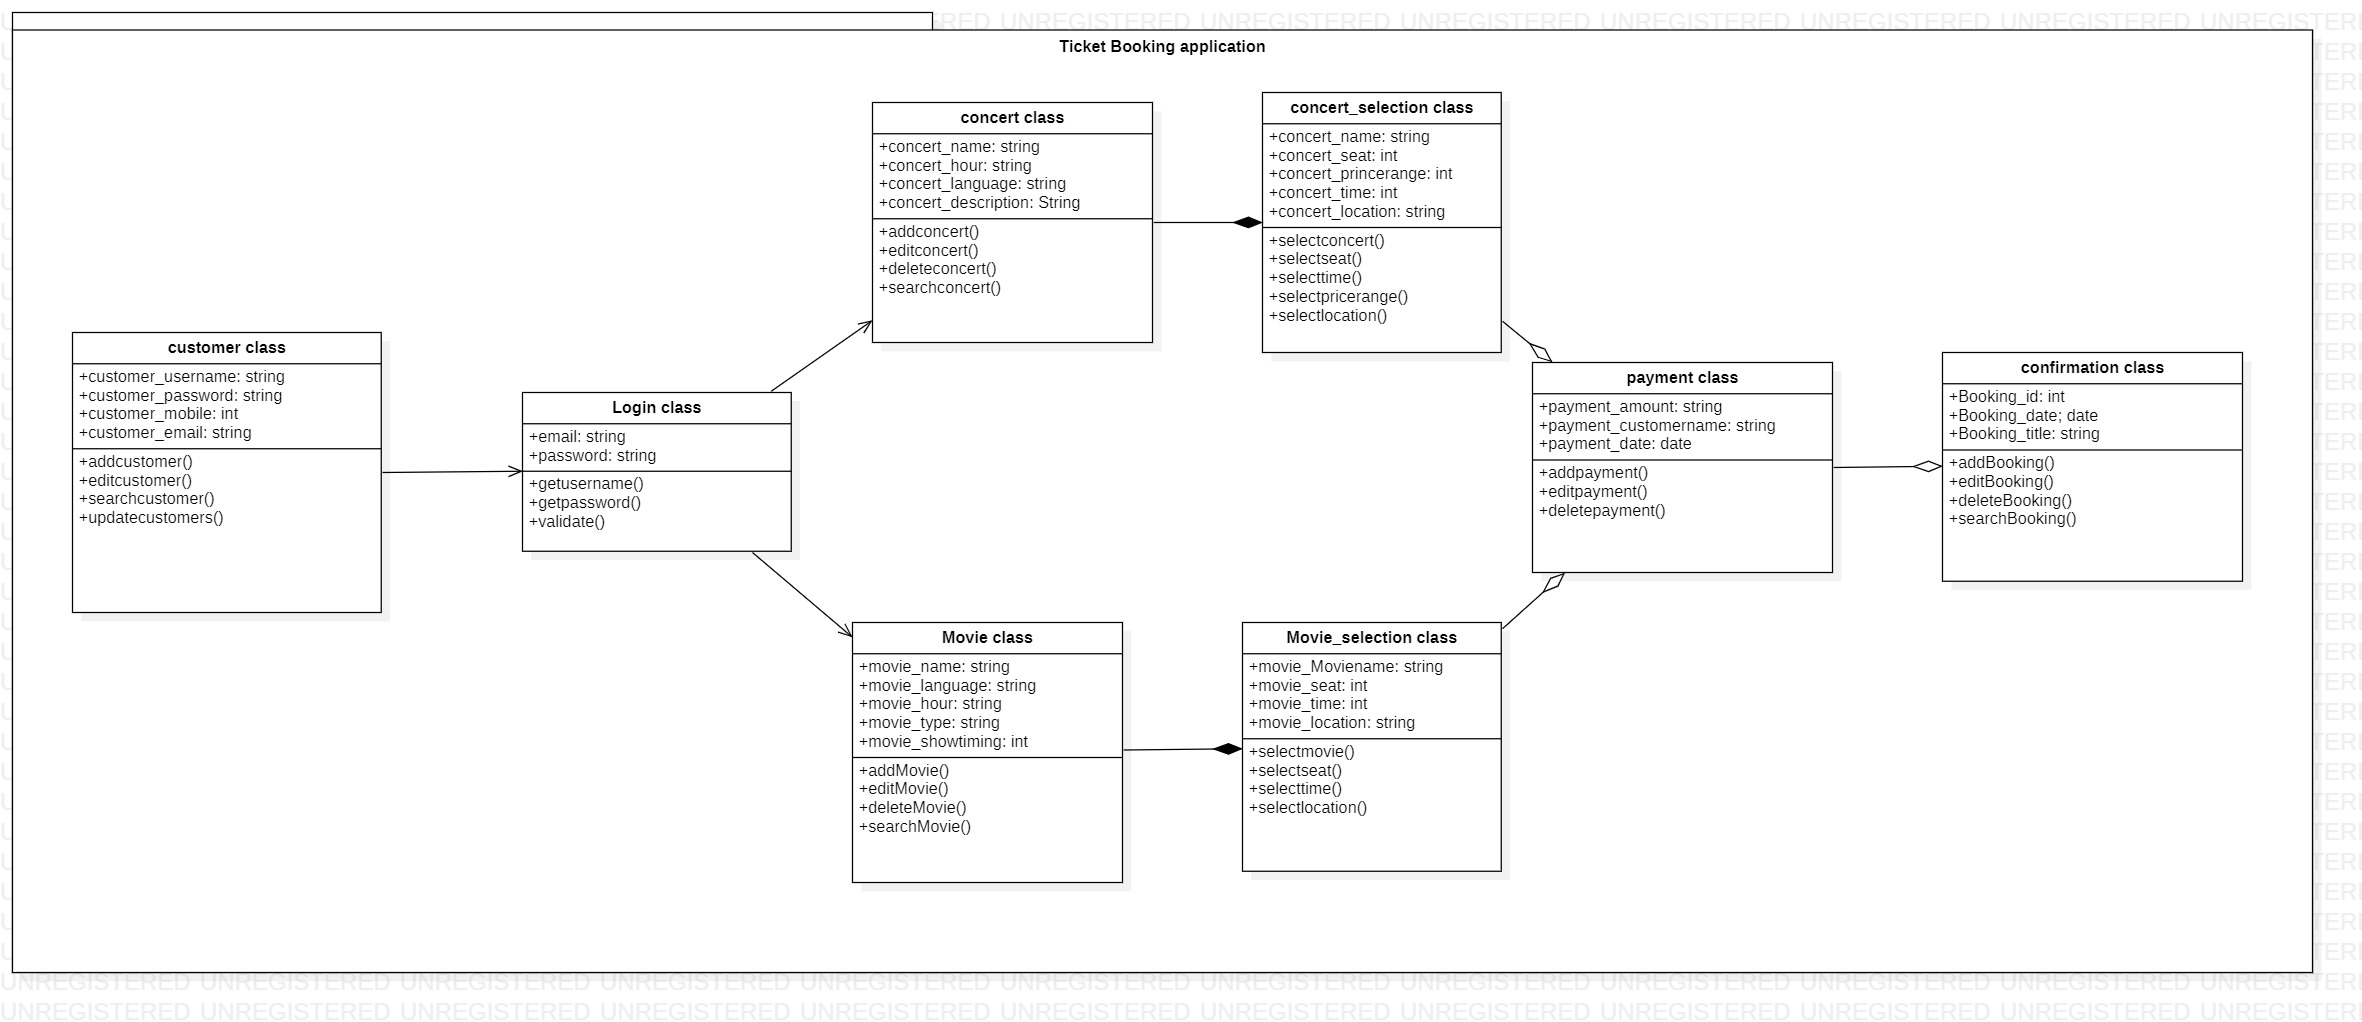 Ticket Booking application
customer class
+customer_username: string
+customer_password: string
+customer_mobile: int
+customer_email: string
+addcustomer()
+editcustomer()
+searchcustomer()
+updatecustomers()
Login class
+email: string
+password: string
+getusername()
+getpassword()
+validate()
concert class
+concert_name: string
+concert_hour: string
+concert_language: string
+concert_description: String
+addconcert()
+editconcert()
+deleteconcert()
+searchconcert()
concert_selection class
+concert_name: string
+concert_seat: int
+concert_princerange: int
+concert_time: int
+concert_location: string
+selectconcert()
+selectseat()
+selecttime()
+selectpricerange()
+selectlocation()
Movie class
+movie_name: string
+movie_language: string
+movie_hour: string
+movie_type: string
+movie_showtiming: int
+addMovie()
+editMovie()
+deleteMovie()
+searchMovie()
Movie_selection class
+movie_Moviename: string
+movie_seat: int
+movie_time: int
+movie_location: string
+selectmovie()
+selectseat()
+selecttime()
+selectlocation()
payment class
+payment_amount: string
+payment_customername: string
+payment_date: date
+addpayment()
+editpayment()
+deletepayment()
confirmation class
+Booking_id: int
+Booking_date; date
+Booking_title: string
+addBooking()
+editBooking()
+deleteBooking()
+searchBooking()
UNREGISTERED UNREGISTERED UNREGISTERED UNREGISTERED UNREGISTERED UNREGISTERED UNREGISTERED UNREGISTERED UNREGISTERED UNREGISTERED UNREGISTERED UNREGISTERI
UNREGISTERED UNREGISTERED UNREGISTERED UNREGISTERED UNREGISTERED UNREGISTERED UNREGISTERED UNREGISTERED UNREGISTERED UNREGISTERED UNREGISTERED UNREGISTERI